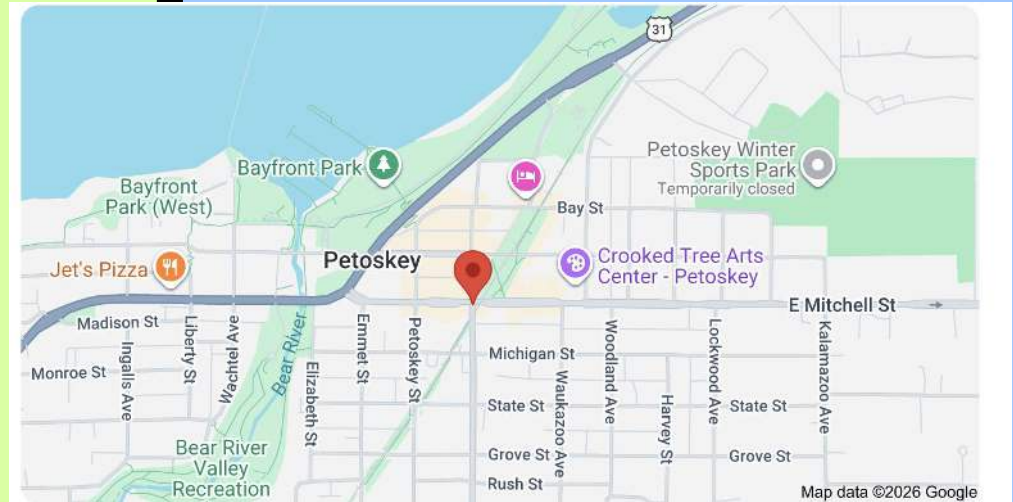 31
Petoskey Winter
Sports Park
Temporarily closed
Bayfront Park
Bayfront
Park (West)
Bay St
Jet's Pizza
Petoskey
Crooked Tree Arts
Center - Petoskey
E Mitchell St
Madison St
Monroe St
Ingalls Ave
Liberty St
Wachtel Ave
Bear River
Elizabeth St
Emmet St
Petoskey St
Michigan St
State St
Grove St
Rush St
Waukazoo Ave
Woodland Ave
Harvey St
Lockwood Ave
State St
Grove St
Kalamazoo Ave
Bear River
Valley
Recreation
Map data ©2026 Google